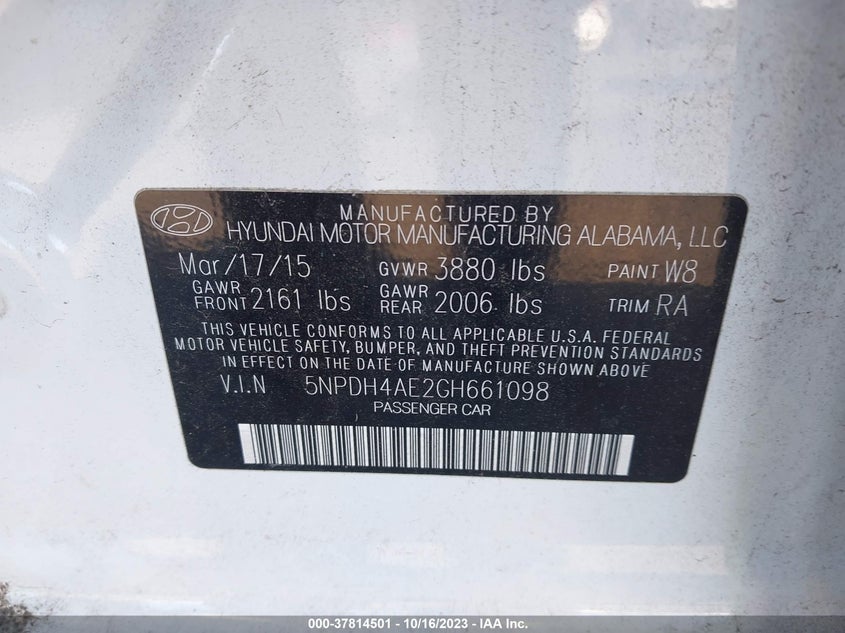 MANUFACTURED BY
HYUNDAI MOTOR MANUFACTURING ALABAMA, LLC
Mar/17/15 GVWR 3880 lbs PAINT W8
GAWR FRONT 2161 lbs GAWR REAR 2006 lbs TRIM RA
THIS VEHICLE CONFORMS TO ALL APPLICABLE U.S.A. FEDERAL
MOTOR VEHICLE SAFETY, BUMPER, AND THEFT PREVENTION STANDARDS
IN EFFECT ON THE DATE OF MANUFACTURE SHOWN ABOVE
V.I.N 5NPDH4AE2GH661098
PASSENGER CAR
000-37814501 - 10/16/2023 - © IAA Inc.